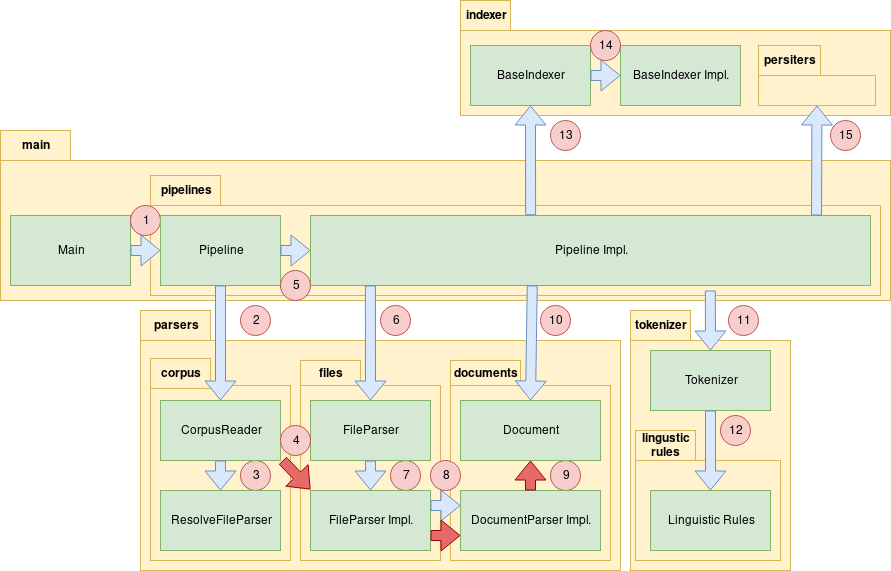 indexer
14
persiters
BaseIndexer
BaseIndexer Impl.
13
15
main
pipelines
1
Main
Pipeline
Pipeline Impl.
5
2
6
10
11
parsers
tokenizer
corpus
files
documents
Tokenizer
CorpusReader
4
FileParser
Document
12
lingustic
rules
3
7
8
9
ResolveFileParser
FileParser Impl.
DocumentParser Impl.
Linguistic Rules